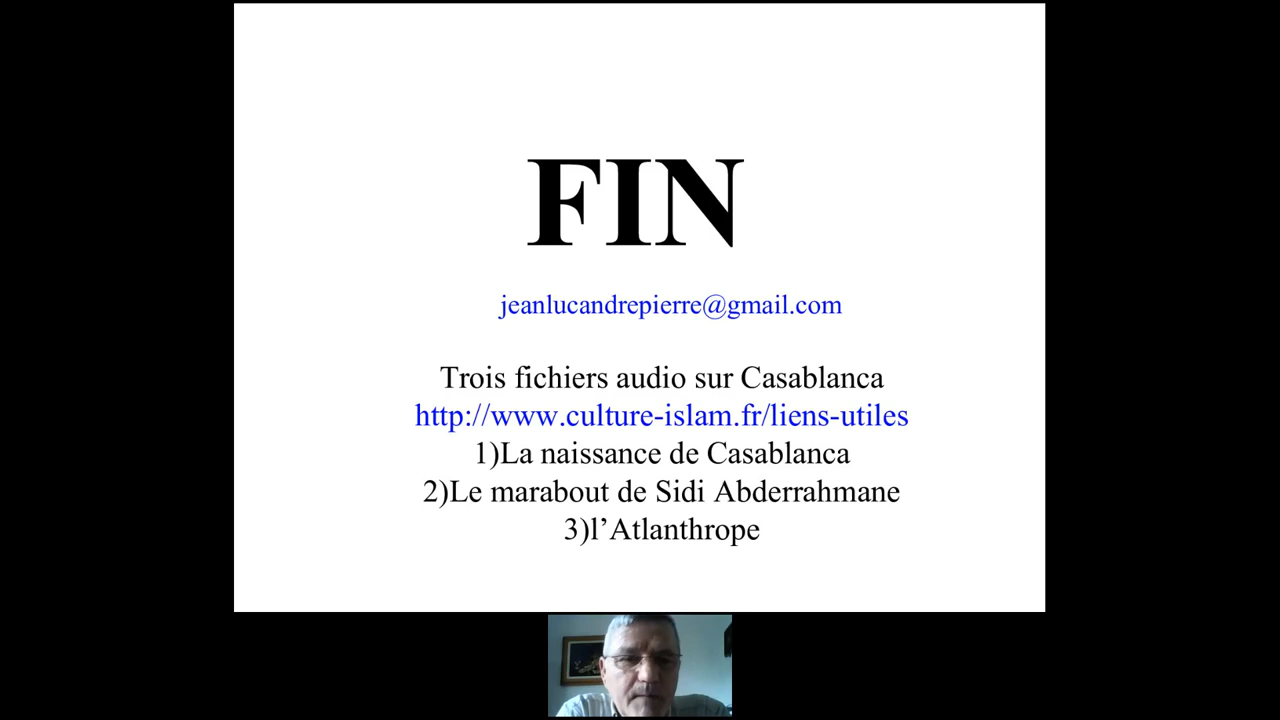 FIN
jeanlucandrepierre@gmail.com
Trois fichiers audio sur Casablanca
http://www.culture-islam.fr/liens-utiles
1)La naissance de Casablanca
2)Le marabout de Sidi Abderrahmane
3)l’Atlanthrope